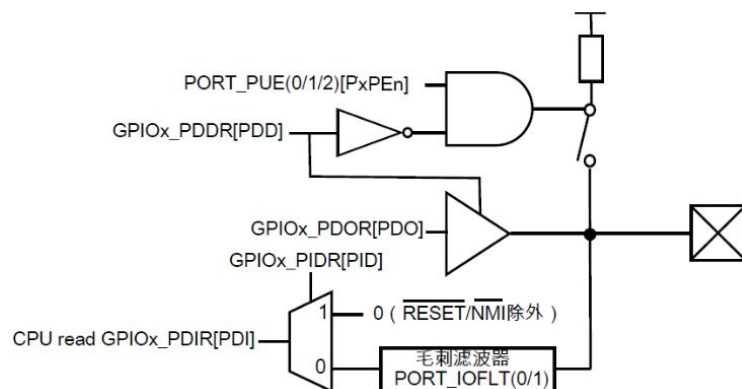 PORT_PUE(0/1/2)[PxPEn]
GPIOx_PDDR[PDD]
GPIOx_PDOR[PDO]
GPIOx_PIDR[PID]
1
0（RESET/NMI除外）
CPU read GPIOx_PDIR[PDI]
0
毛刺滤波器
PORT_IOFLT(0/1)